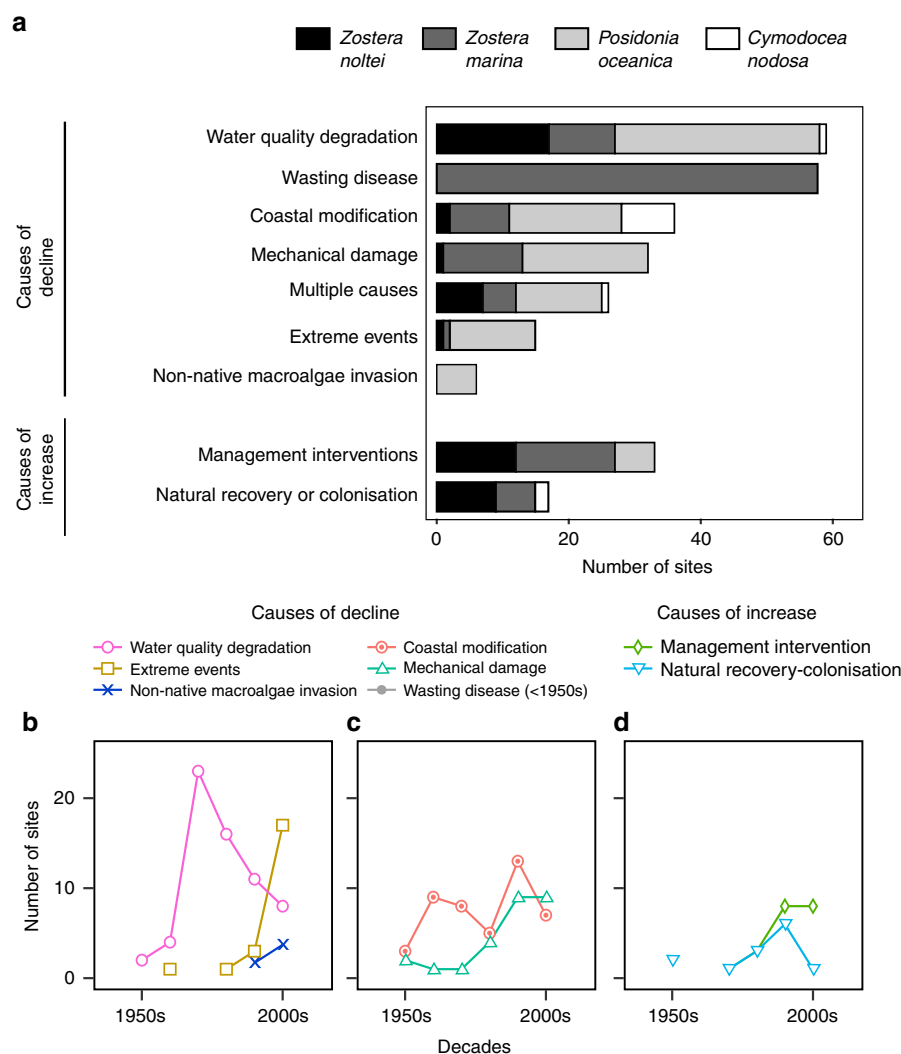 a
Zostera noltei
Zostera marina
Posidonia oceanica
Cymodocea nodosa
Causes of decline
Water quality degradation
Wasting disease
Coastal modification
Mechanical damage
Multiple causes
Extreme events
Non-native macroalgae invasion
Causes of increase
Management interventions
Natural recovery or colonisation
0 20 40 60
Number of sites
Causes of decline
Water quality degradation
Extreme events
Non-native macroalgae invasion
Coastal modification
Mechanical damage
Wasting disease (<1950s)
Causes of increase
Management intervention
Natural recovery-colonisation
b
c
d
Number of sites
20
10
0
1950s 2000s
1950s 2000s
1950s 2000s
Decades